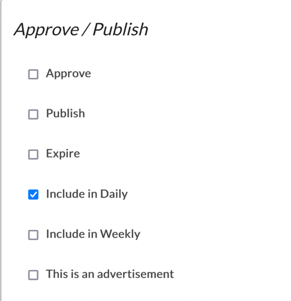 Approve / Publish
Approve
Publish
Expire
Include in Daily
Include in Weekly
This is an advertisement